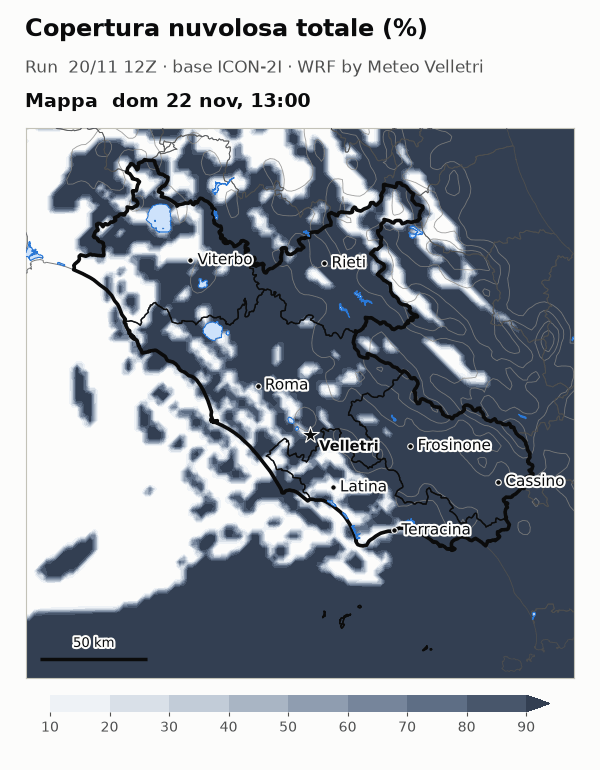 Copertura nuvolosa totale (%)
Run  20/11 12Z · base ICON-2I · WRF by Meteo Velletri
Mappa  dom 22 nov, 13:00
Viterbo
Rieti
Roma
Velletri
Frosinone
Cassino
Latina
Terracina
50 km
10 20 30 40 50 60 70 80 90